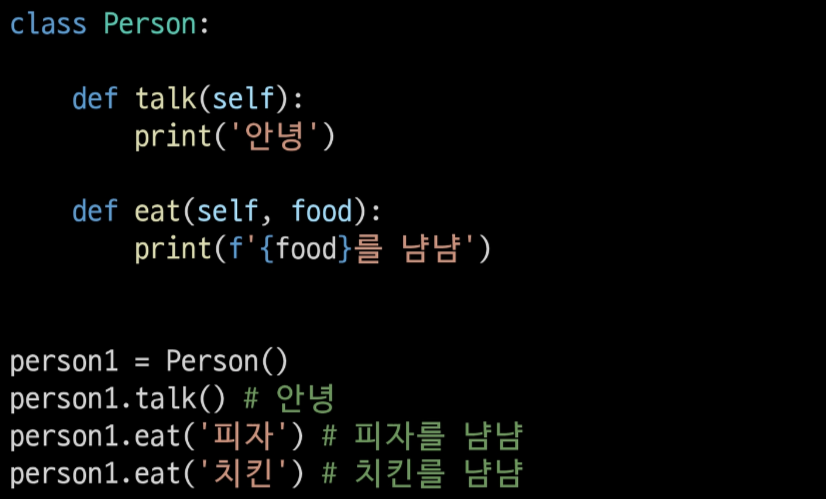 class Person:
    def talk(self):
        print('안녕')
    def eat(self, food):
        print(f'{food}를 냠냠')
person1 = Person()
person1.talk() # 안녕
person1.eat('피자') # 피자를 냠냠
person1.eat('치킨') # 치킨를 냠냠